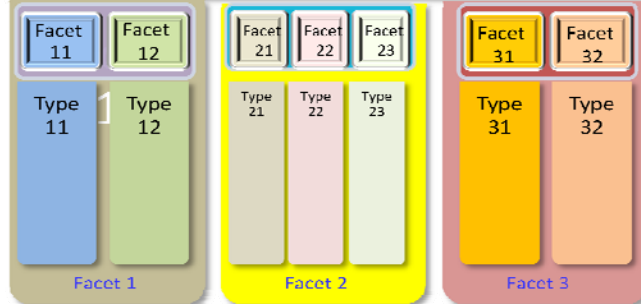 Facet
11
Facet
12
Facet
21
Facet
22
Facet
23
Facet
31
Facet
32
Type
11
1
Type
12
Type
21
Type
22
Type
23
Type
31
Type
32
Facet 1
Facet 2
Facet 3